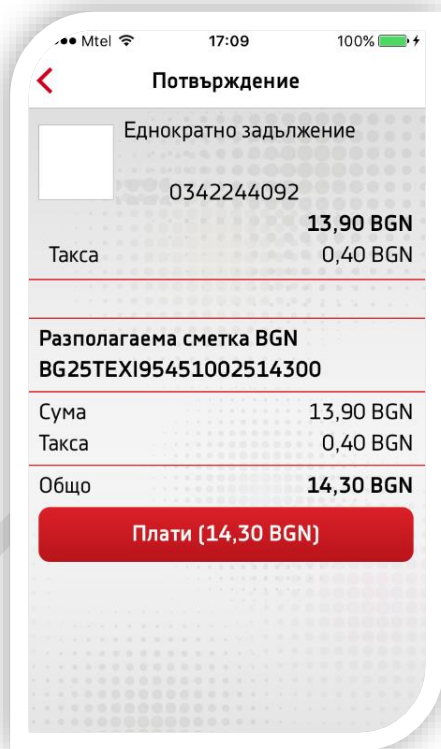 Mtel 17:09 100%
Потвърждение
Еднократно задължение
0342244092
13,90 BGN
Такса 0,40 BGN
Разполагаема сметка BGN
BG25TEXI95451002514300
Сума 13,90 BGN
Такса 0,40 BGN
Общо 14,30 BGN
Плати (14,30 BGN)